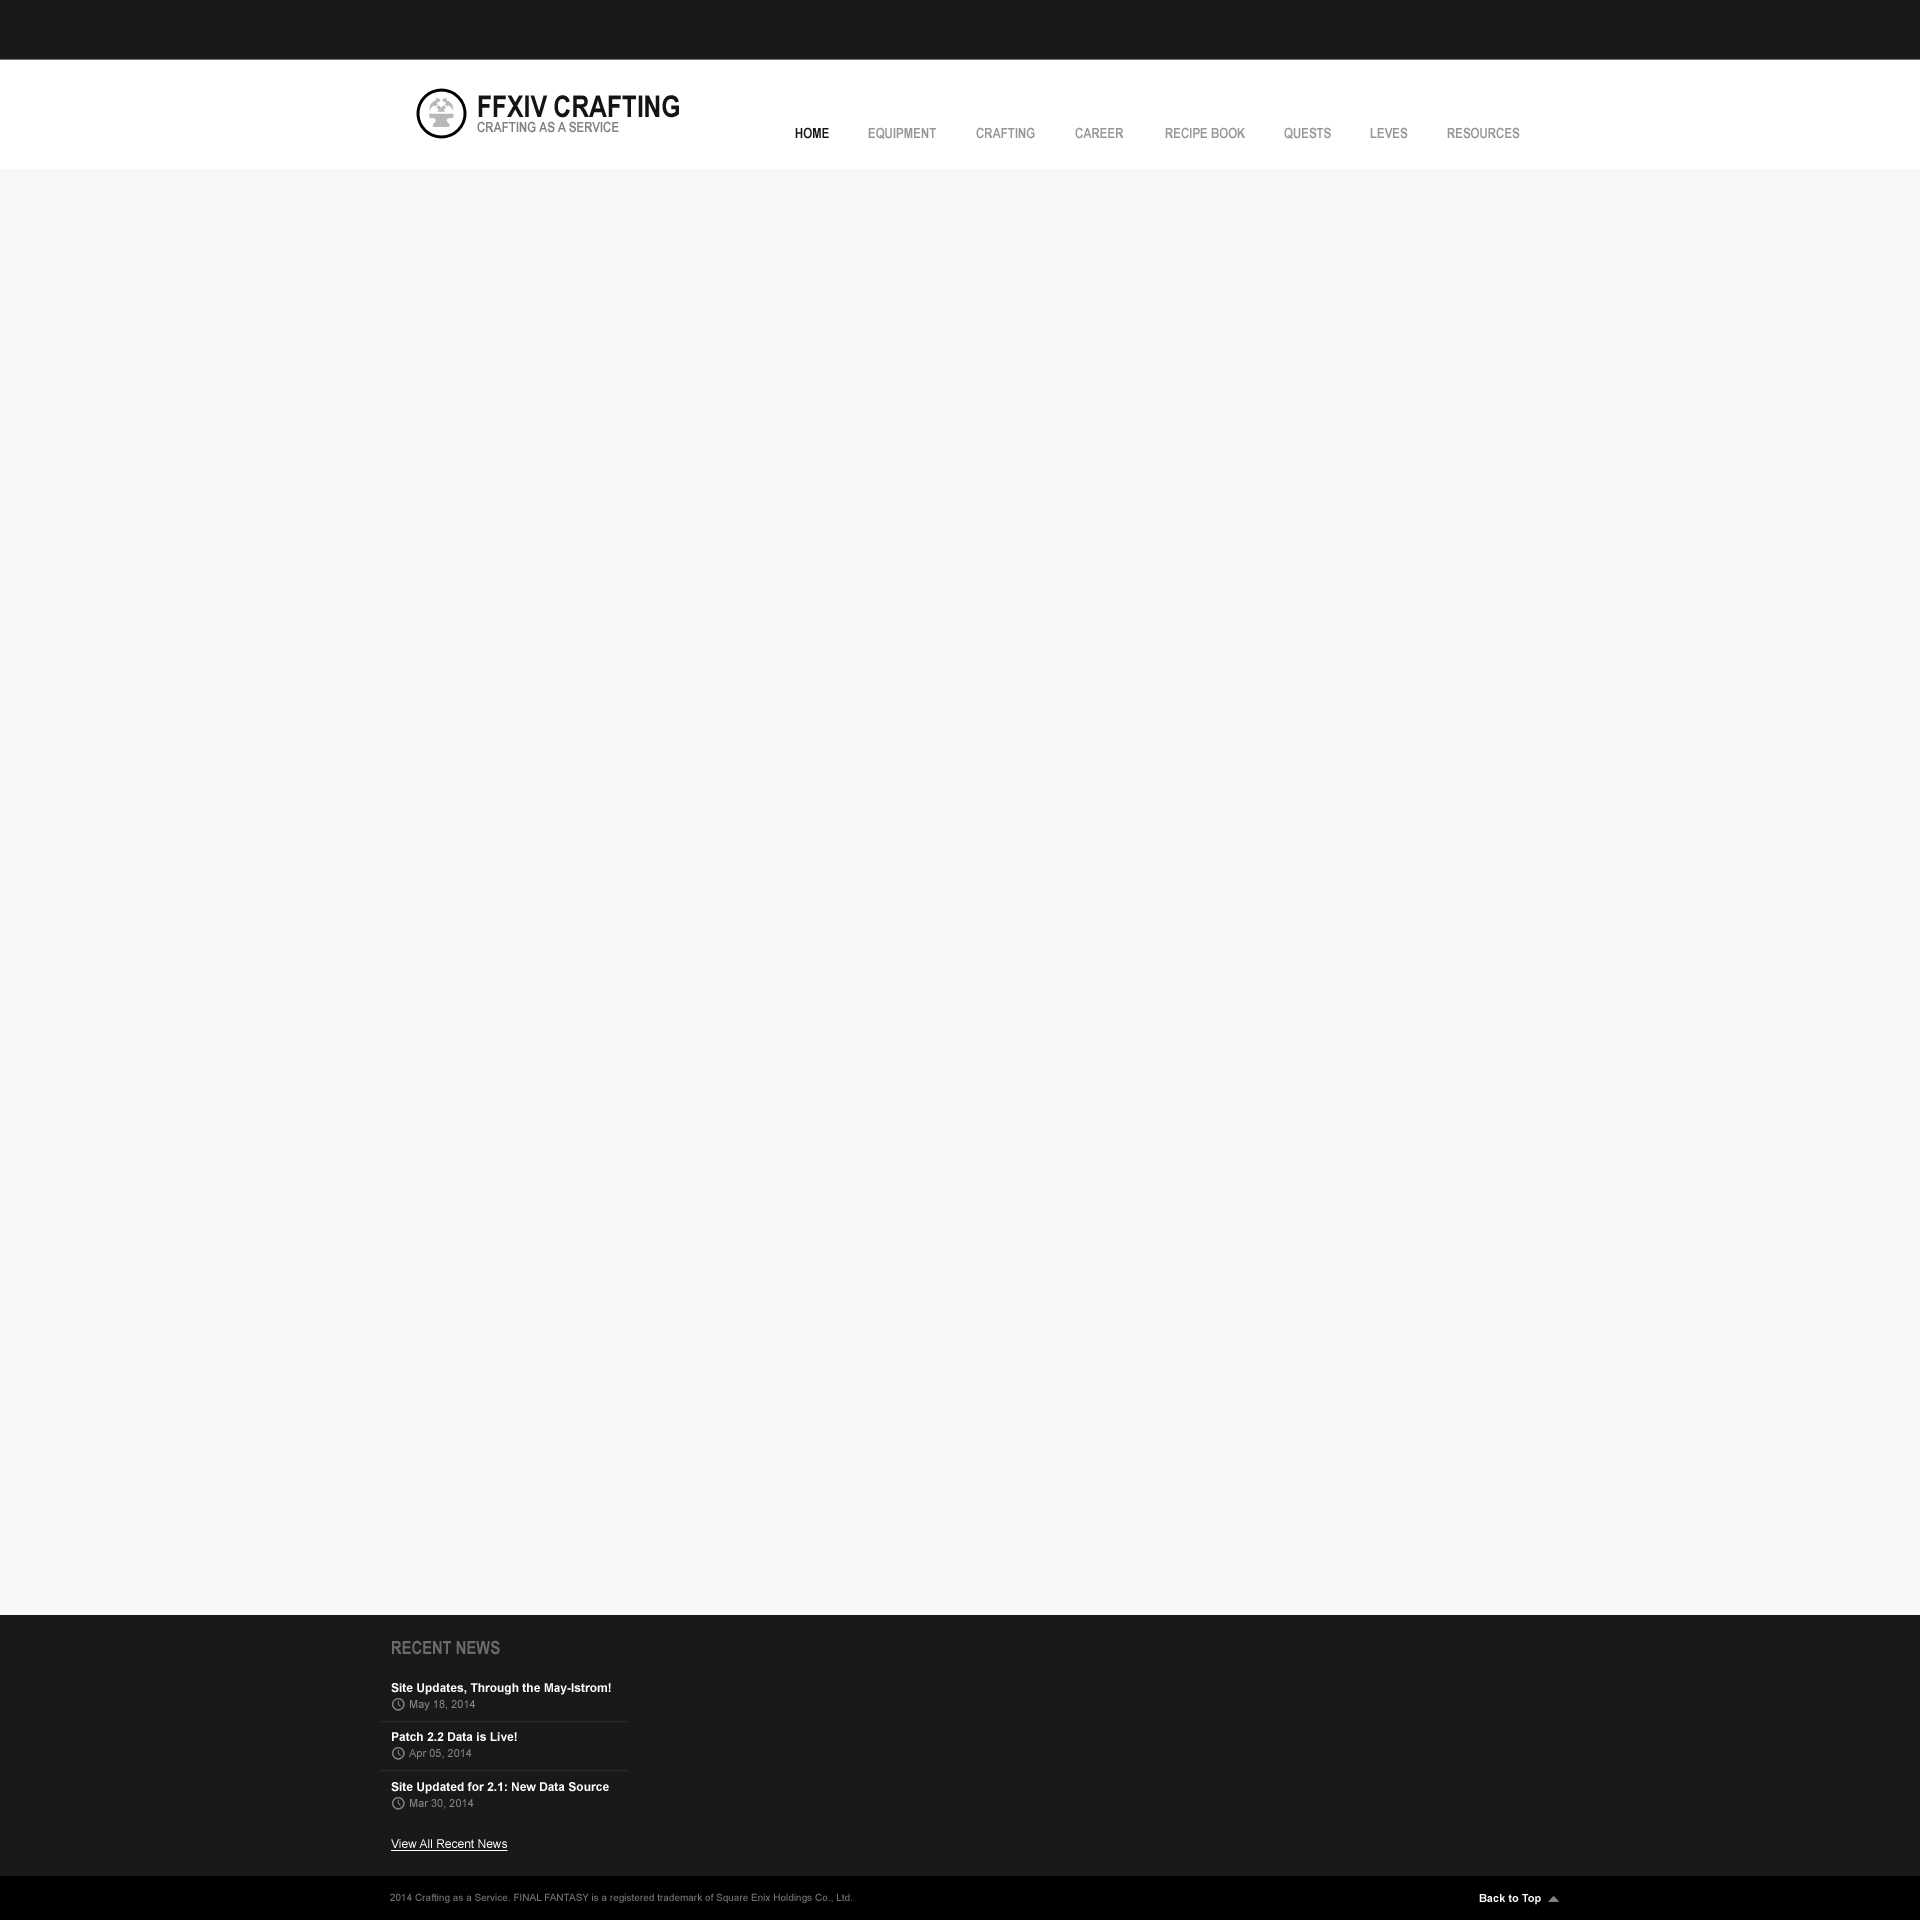 FFXIV CRAFTING
CRAFTING AS A SERVICE
HOME EQUIPMENT CRAFTING CAREER RECIPE BOOK QUESTS LEVES RESOURCES
RECENT NEWS
Site Updates, Through the May-lstrom!
May 18, 2014
Patch 2.2 Data is Live!
Apr 05, 2014
Site Updated for 2.1: New Data Source
Mar 30, 2014
View All Recent News
2014 Crafting as a Service. FINAL FANTASY is a registered trademark of Square Enix Holdings Co., Ltd.
Back to Top